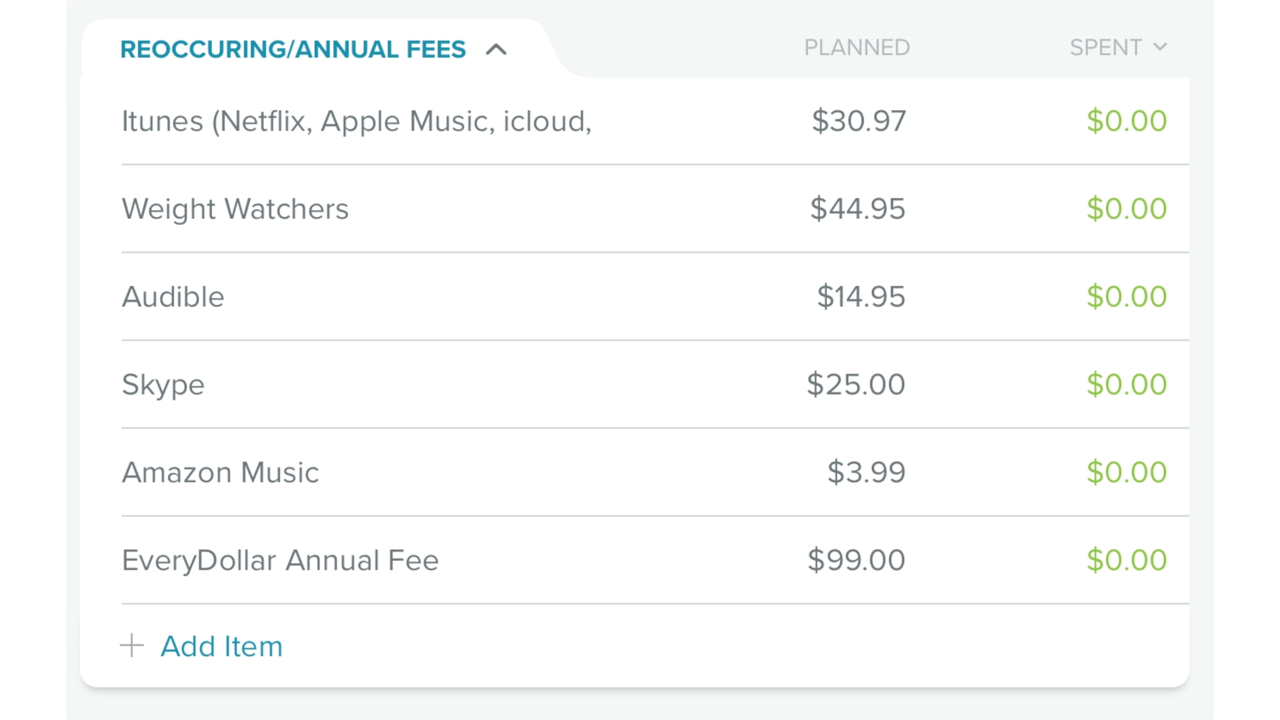 REOCCURING/ANNUAL FEES PLANNED SPENT
Itunes (Netflix, Apple Music, icloud, $30.97 $0.00
Weight Watchers $44.95 $0.00
Audible $14.95 $0.00
Skype $25.00 $0.00
Amazon Music $3.99 $0.00
EveryDollar Annual Fee $99.00 $0.00
+ Add Item